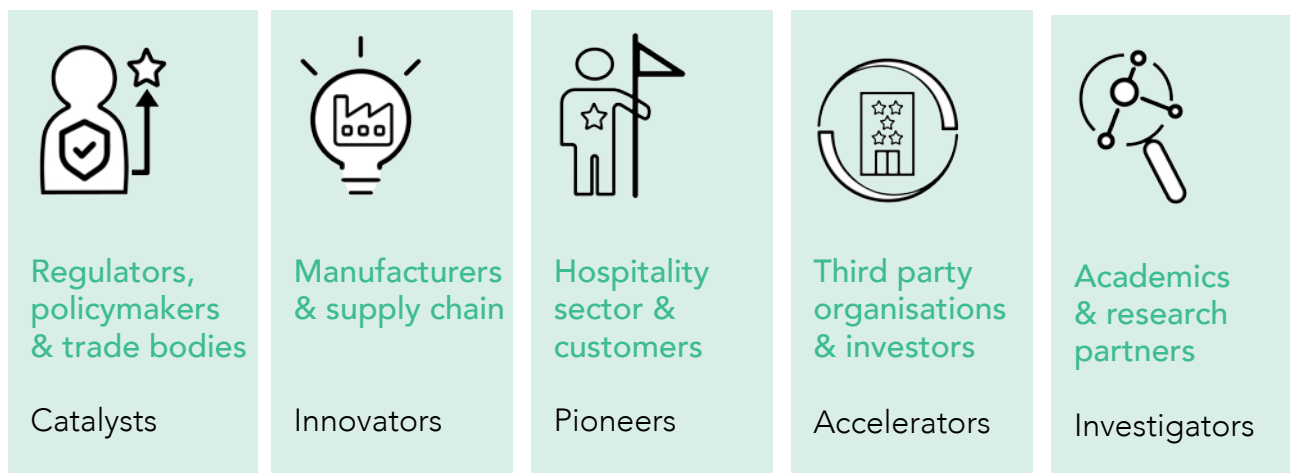 Regulators,
policymakers
& trade bodies
Catalysts
Manufacturers
& supply chain
Innovators
Hospitality
sector &
customers
Pioneers
Third party
organisations
& investors
Accelerators
Academics
& research
partners
Investigators